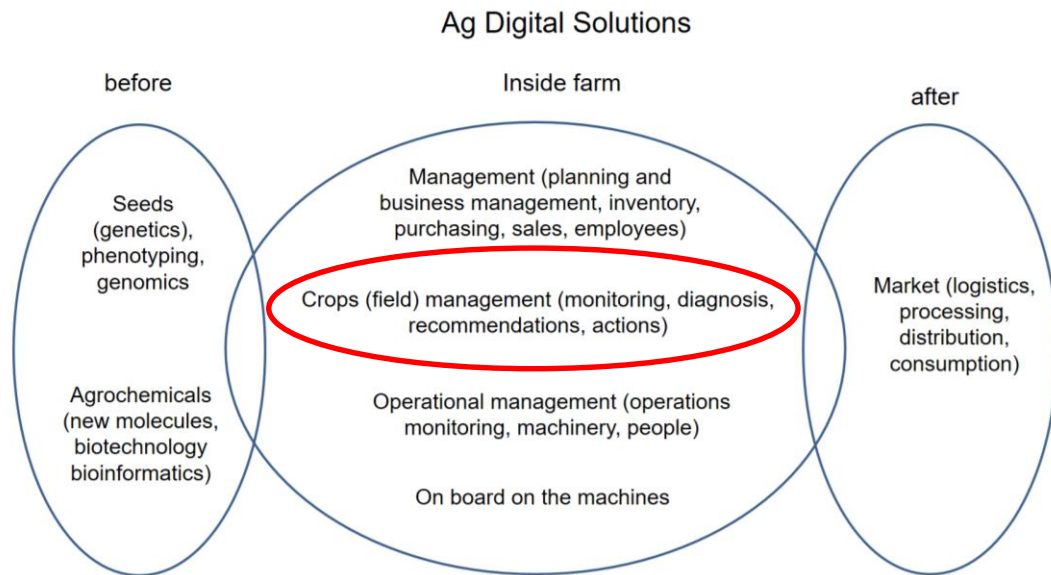 Ag Digital Solutions
before
Inside farm
after
Seeds
(genetics),
phenotyping,
genomics
Agrochemicals
(new molecules,
biotechnology
bioinformatics)
Management (planning and
business management, inventory,
purchasing, sales, employees)
Crops (field) management (monitoring, diagnosis,
recommendations, actions)
Operational management (operations
monitoring, machinery, people)
On board on the machines
Market (logistics,
processing,
distribution,
consumption)